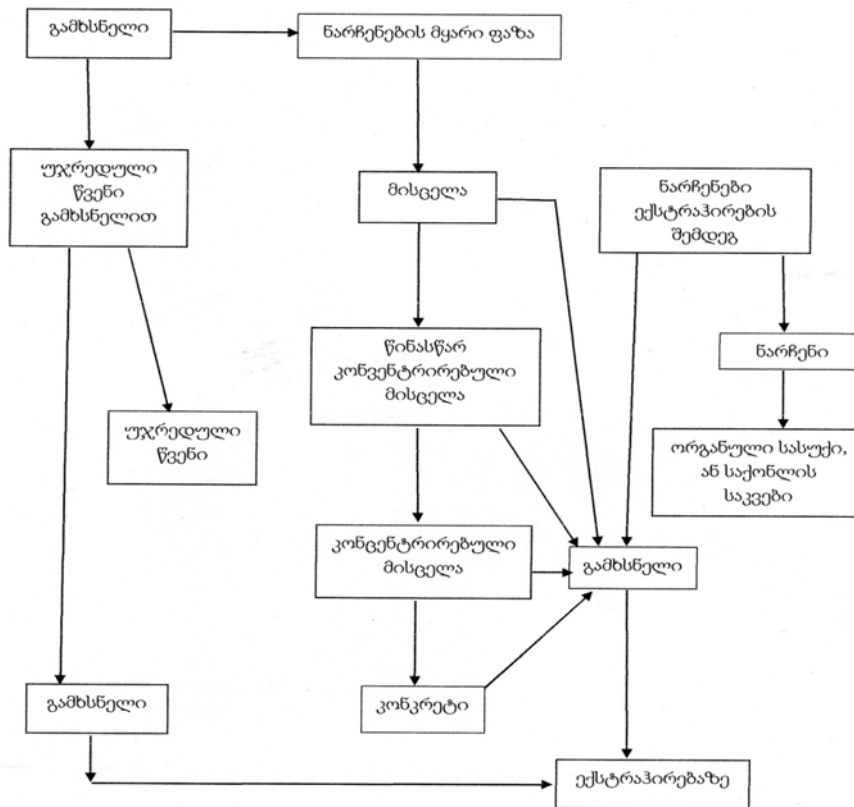 გამხსნელი
ნარჩენების მყარი ფაზა
უჯრედული
წვენი
გამხსნელით
მისცელა
ნარჩენები
ექსტრაჰირების
შემდეგ
წინასწარ
კონვენტრირებული
მისცელა
ნარჩენი
უჯრედული
წვენი
ორგანული სასუქი,
ან საქონლის
საკვები
კონცენტრირებული
მისცელა
გამხსნელი
გამხსნელი
კონკრეტი
ექსტრაჰირებაზე